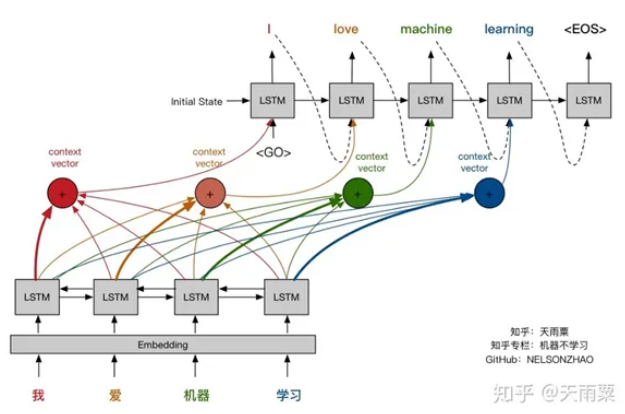 I love machine learning <EOS>
Initial State LSTM LSTM LSTM LSTM LSTM
<GO>
context
vector
context
vector
context
vector
context
vector
+ + + +
LSTM LSTM LSTM LSTM
Embedding
我 爱 机器 学习
知乎：天雨粟
知乎专栏：机器不学习
GitHub：NELSONZHAO
知乎 @天雨粟